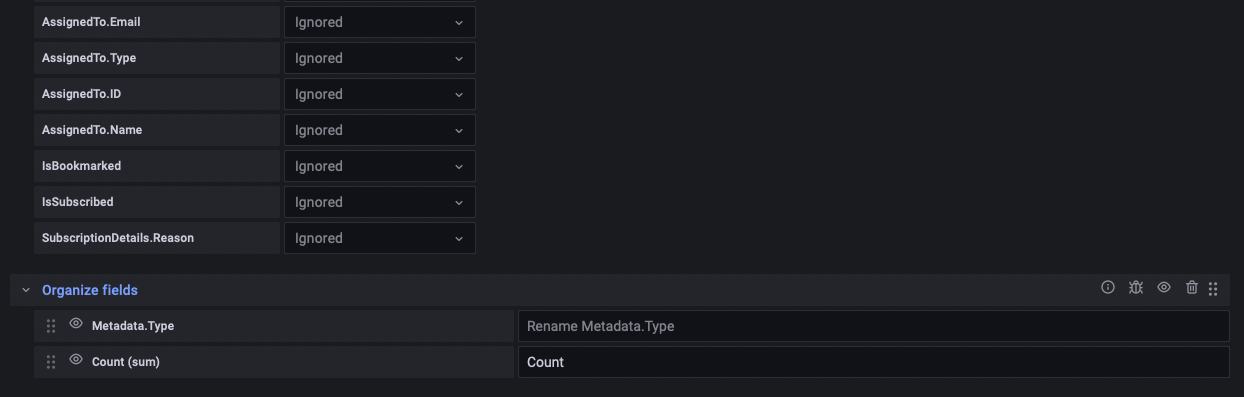 AssignedTo.Email Ignored
AssignedTo.Type Ignored
AssignedTo.ID Ignored
AssignedTo.Name Ignored
IsBookmarked Ignored
IsSubscribed Ignored
SubscriptionDetails.Reason Ignored
Organize fields
Metadata.Type Rename Metadata.Type
Count (sum) Count